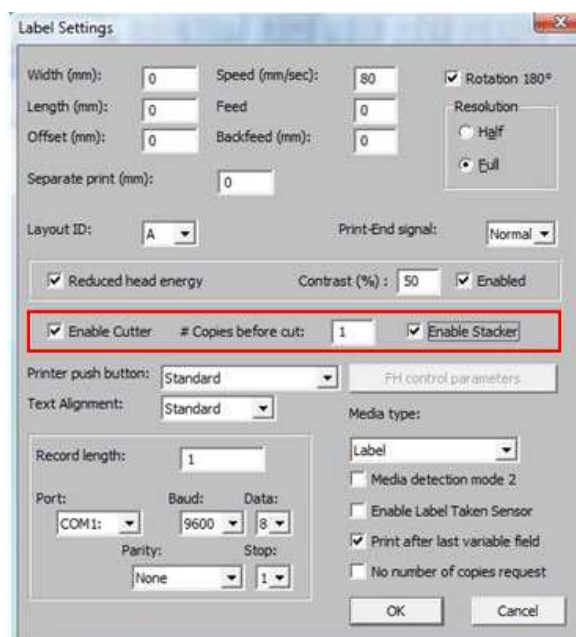 Label Settings
Width (mm): 0 Speed (mm/sec): 80 Rotation 180°
Length (mm): 0 Feed 0 Resolution
Offset (mm): 0 Backfeed (mm): 0 Half
Full
Separate print (mm): 0
Layout ID: A Print-End signal: Normal
Reduced head energy Contrast (%) : 50 Enabled
Enable Cutter # Copies before cut: 1 Enable Stacker
Printer push button: Standard FH control parameters
Text Alignment: Standard Media type:
Record length: 1 Label
Media detection mode 2
Port: Baud: Data: Enable Label Taken Sensor
COM1: 9600 8 Print after last variable field
Parity: Stop: No number of copies request
None 1
OK Cancel